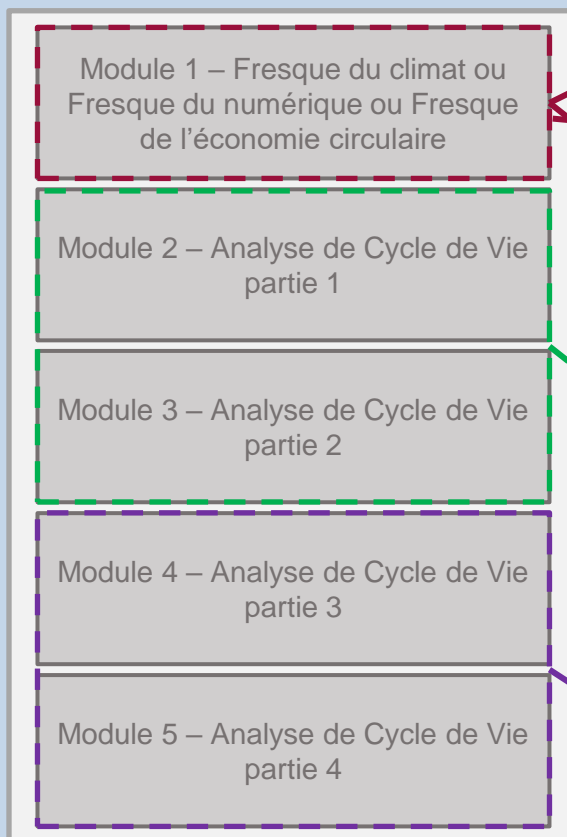 Module 1 – Fresque du climat ou
Fresque du numérique ou Fresque
de l'économie circulaire
Module 2 – Analyse de Cycle de Vie
partie 1
Module 3 – Analyse de Cycle de Vie
partie 2
Module 4 – Analyse de Cycle de Vie
partie 3
Module 5 – Analyse de Cycle de Vie
partie 4